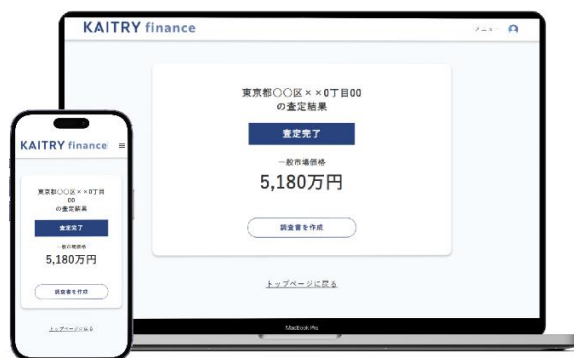 KAITRY finance
メニュー
東京都〇〇区××0丁目00
の査定結果
査定完了
一般市場価格
5,180万円
調査書を作成
トップページに戻る
MacBook Pro
KAITRY finance
東京都〇〇区××0丁目
00
の査定結果
査定完了
一般市場価格
5,180万円
調査書を作成
トップページに戻る